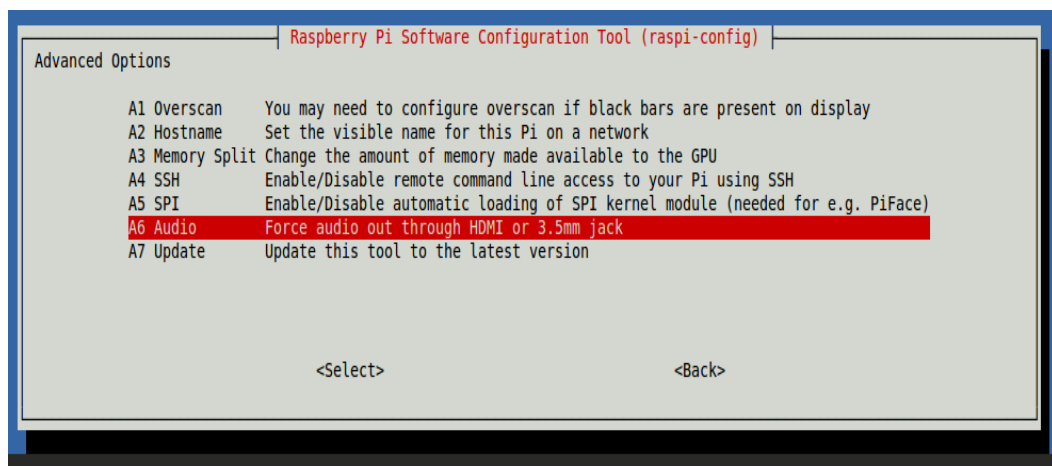 Raspberry Pi Software Configuration Tool (raspi-config)
Advanced Options
A1 Overscan You may need to configure overscan if black bars are present on display
A2 Hostname Set the visible name for this Pi on a network
A3 Memory Split Change the amount of memory made available to the GPU
A4 SSH Enable/Disable remote command line access to your Pi using SSH
A5 SPI Enable/Disable automatic loading of SPI kernel module (needed for e.g. PiFace)
A6 Audio Force audio out through HDMI or 3.5mm jack
A7 Update Update this tool to the latest version
<Select> <Back>